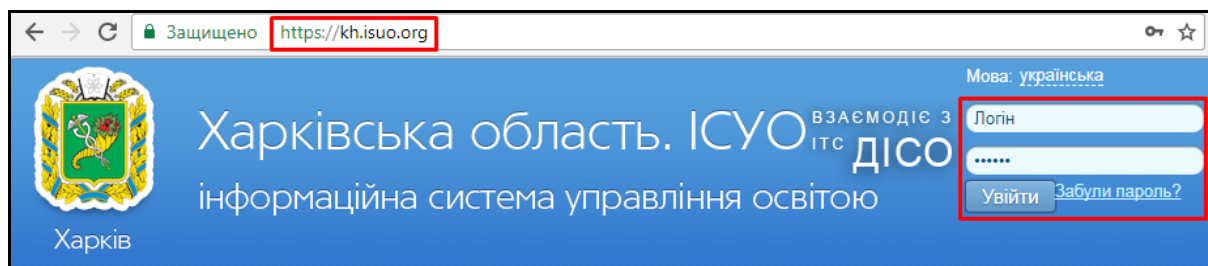 Защищено https://kh.isuo.org
Мова: українська
Харківська область. ІСУО
ВЗАЄМОДІЄ З
ІТС ДІСО
інформаційна система управління освітою
Харків
Логін
••••••
Увійти Забули пароль?